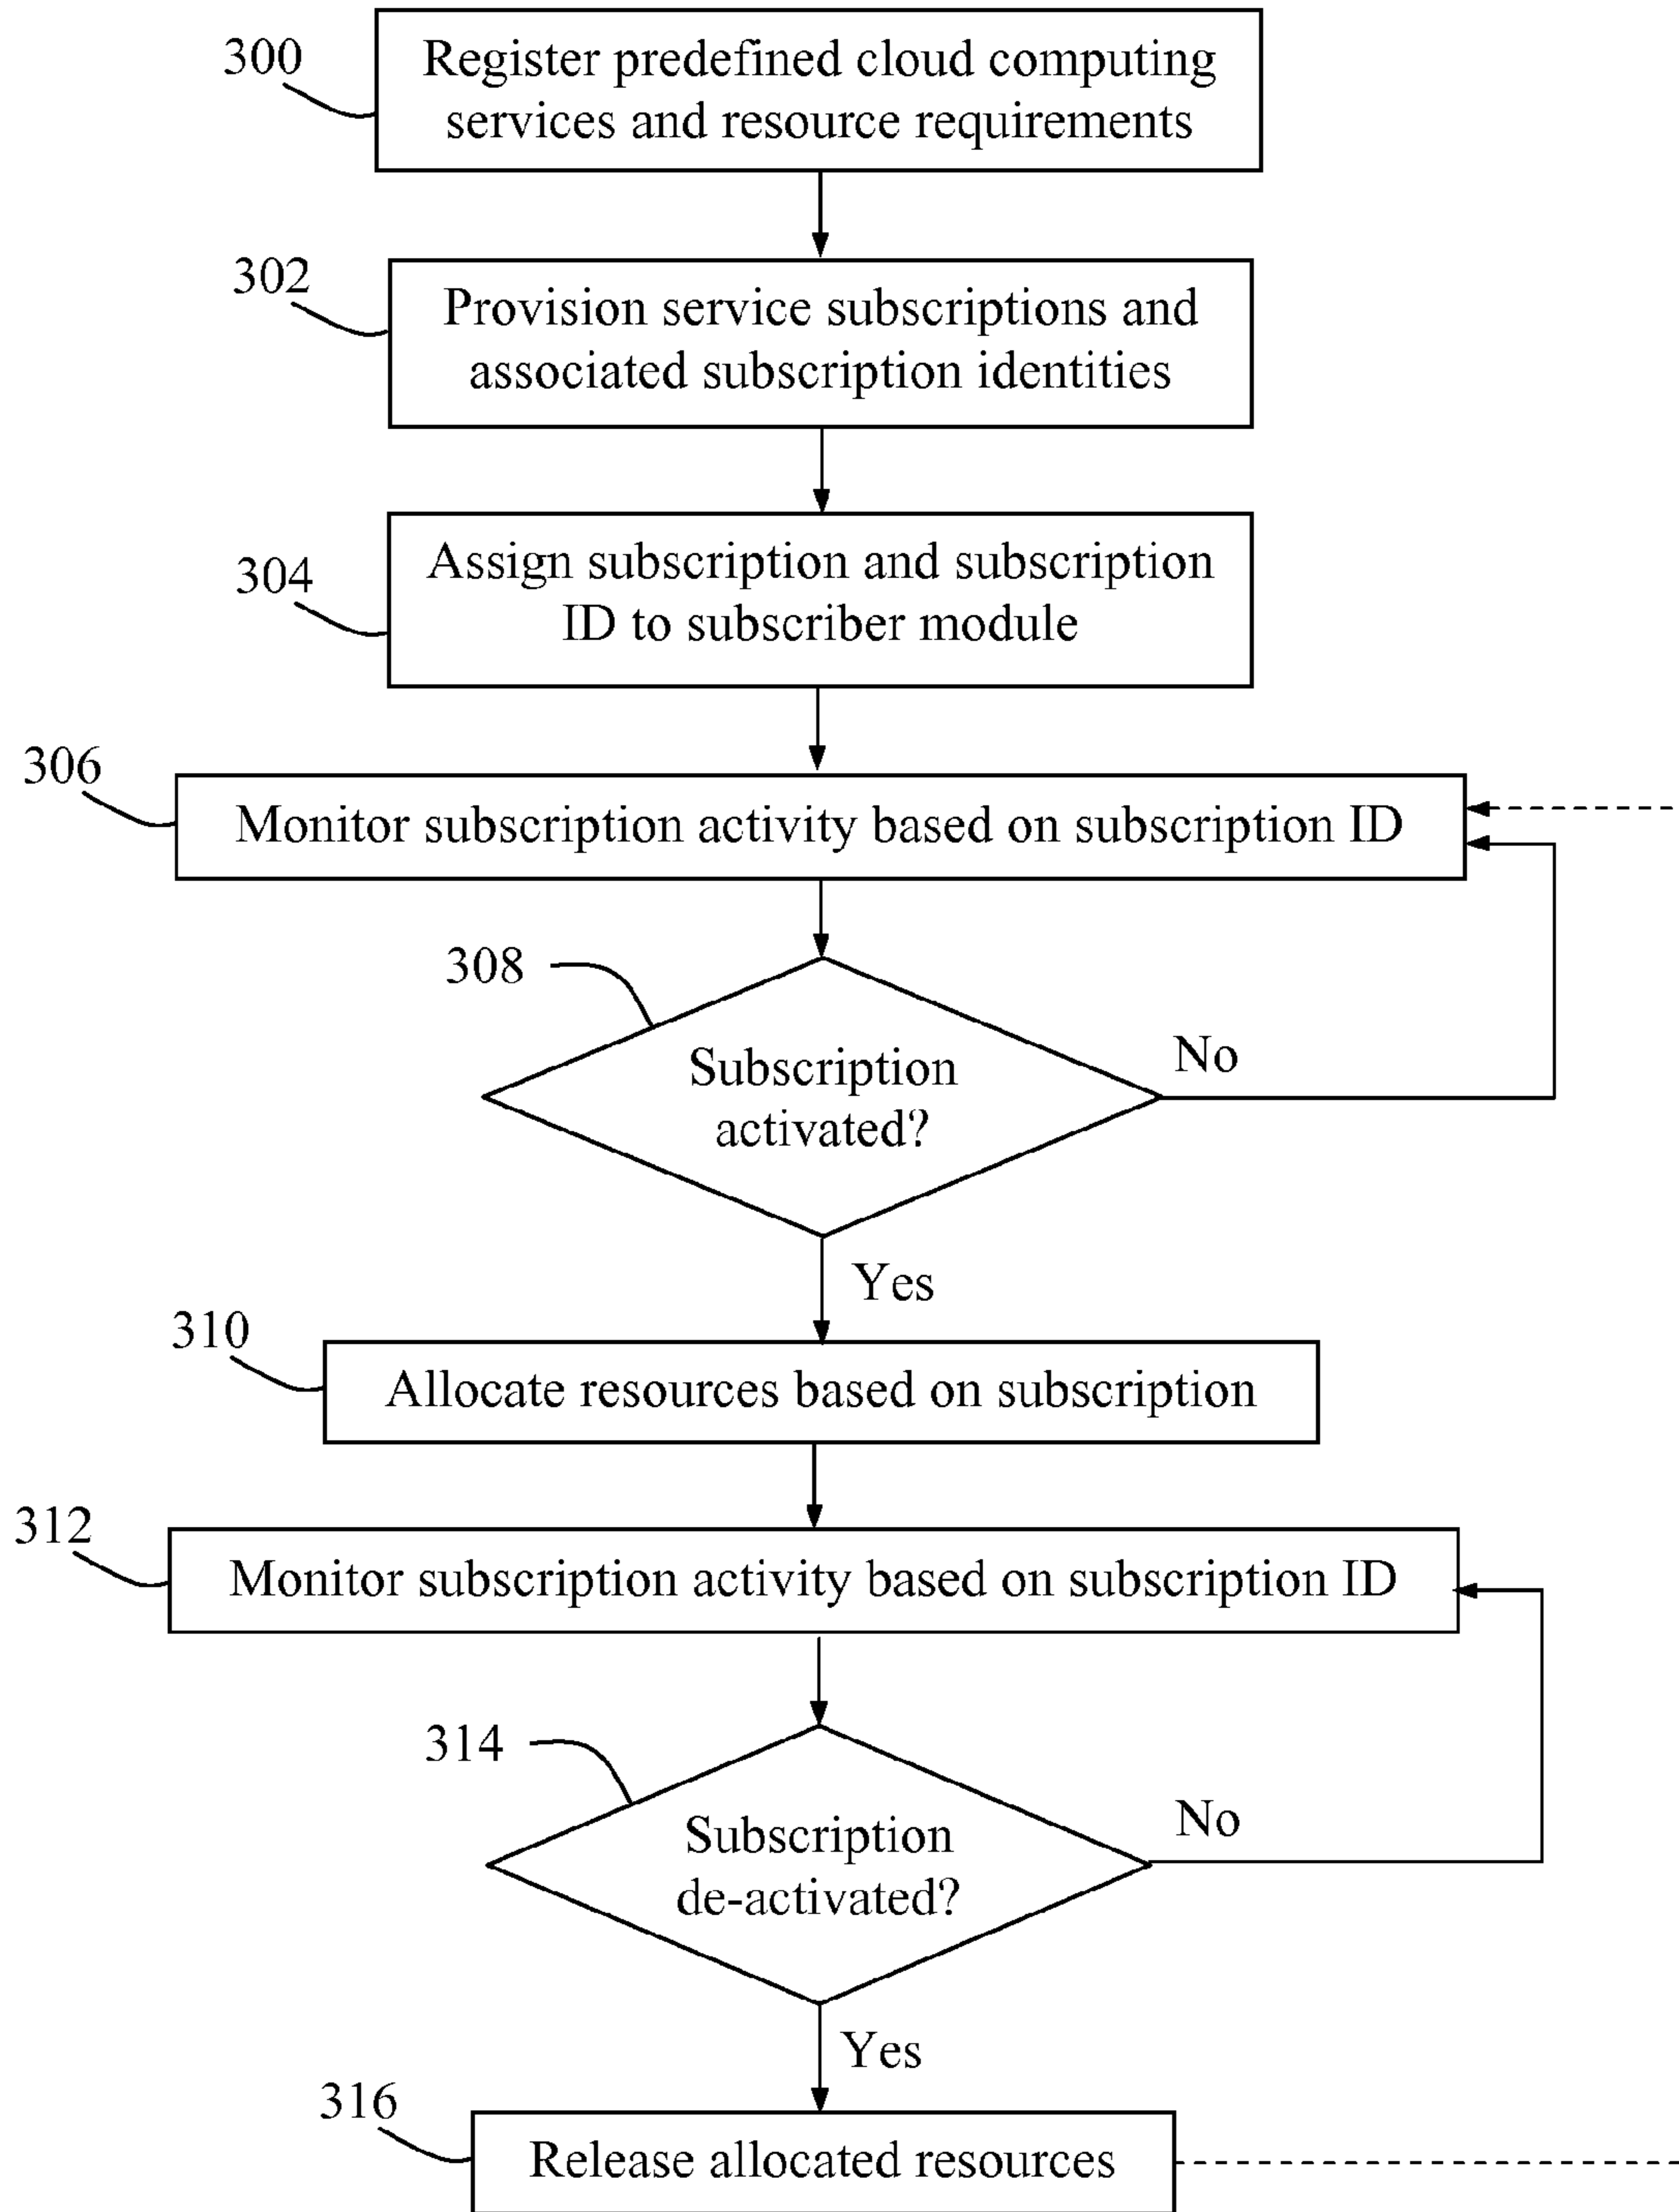 300
Register predefined cloud computing
services and resource requirements
302
Provision service subscriptions and
associated subscription identities
304
Assign subscription and subscription
ID to subscriber module
306
Monitor subscription activity based on subscription ID
308
Subscription
activated?
No
Yes
310
Allocate resources based on subscription
312
Monitor subscription activity based on subscription ID
314
Subscription
de-activated?
No
Yes
316
Release allocated resources